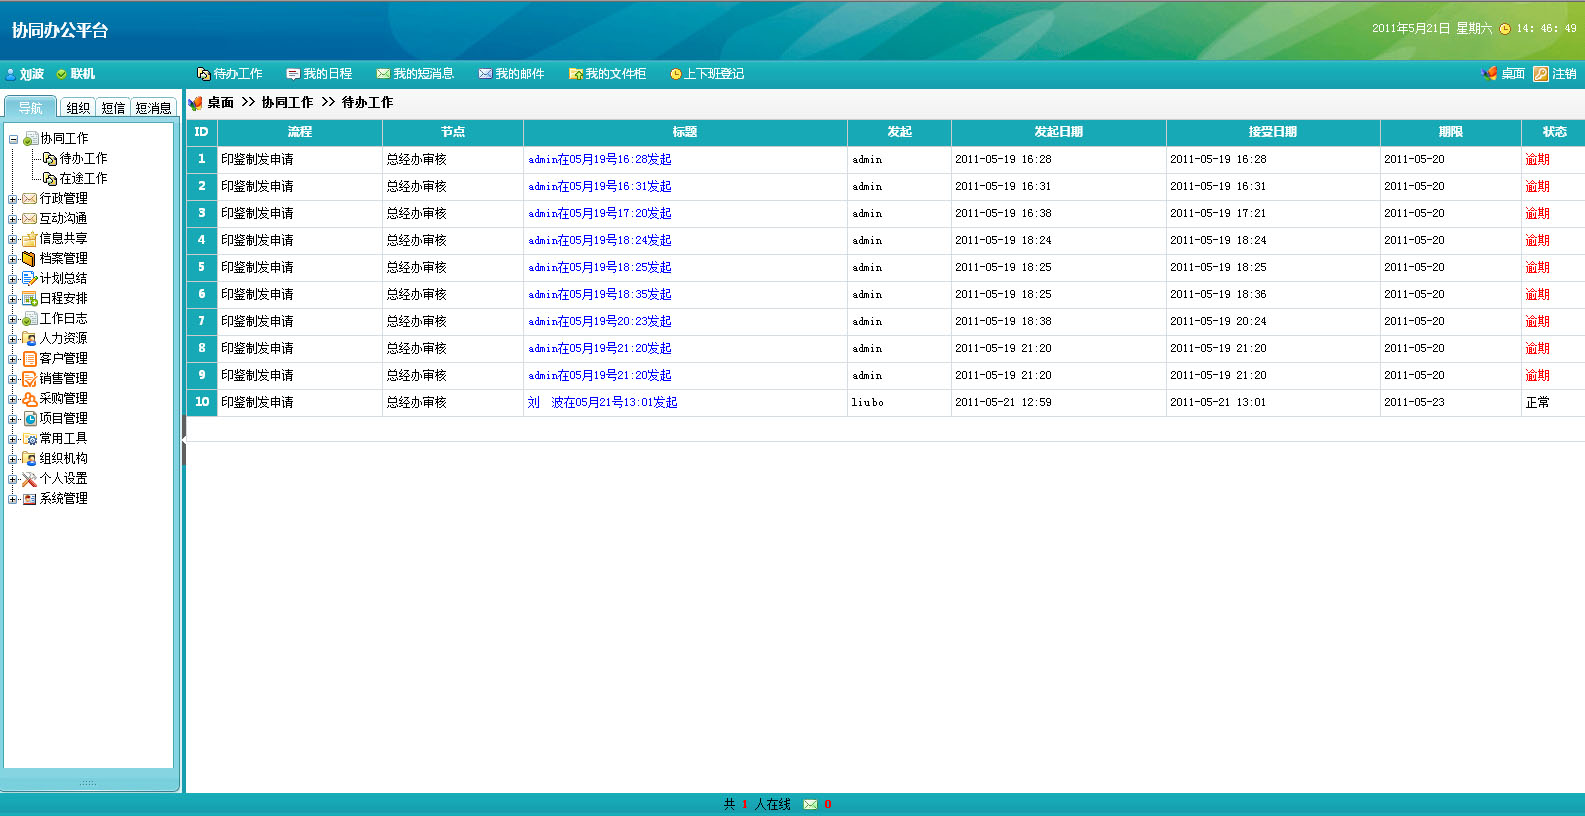 协同办公平台
2011年5月21日 星期六 14: 46: 49
刘波 联机
待办工作 我的日程 我的短消息 我的邮件 我的文件柜 上下班登记
桌面 注销
导航 组织 短信 短消息
协同工作
待办工作
在途工作
行政管理
互动沟通
信息共享
档案管理
计划总结
日程安排
工作日志
人力资源
客户管理
销售管理
采购管理
项目管理
常用工具
组织机构
个人设置
系统管理
桌面 >> 协同工作 >> 待办工作
ID 流程 节点 标题 发起 发起日期 接受日期 期限 状态
1 印鉴制发申请 总经办审核 admin在05月19号16:28发起 admin 2011-05-19 16:28 2011-05-19 16:28 2011-05-20 逾期
2 印鉴制发申请 总经办审核 admin在05月19号16:31发起 admin 2011-05-19 16:31 2011-05-19 16:31 2011-05-20 逾期
3 印鉴制发申请 总经办审核 admin在05月19号17:20发起 admin 2011-05-19 16:38 2011-05-19 17:21 2011-05-20 逾期
4 印鉴制发申请 总经办审核 admin在05月19号18:24发起 admin 2011-05-19 18:24 2011-05-19 18:24 2011-05-20 逾期
5 印鉴制发申请 总经办审核 admin在05月19号18:25发起 admin 2011-05-19 18:25 2011-05-19 18:25 2011-05-20 逾期
6 印鉴制发申请 总经办审核 admin在05月19号18:35发起 admin 2011-05-19 18:25 2011-05-19 18:36 2011-05-20 逾期
7 印鉴制发申请 总经办审核 admin在05月19号20:23发起 admin 2011-05-19 18:38 2011-05-19 20:24 2011-05-20 逾期
8 印鉴制发申请 总经办审核 admin在05月19号21:20发起 admin 2011-05-19 21:20 2011-05-19 21:20 2011-05-20 逾期
9 印鉴制发申请 总经办审核 admin在05月19号21:20发起 admin 2011-05-19 21:20 2011-05-19 21:20 2011-05-20 逾期
10 印鉴制发申请 总经办审核 刘　波在05月21号13:01发起 liubo 2011-05-21 12:59 2011-05-21 13:01 2011-05-23 正常
共 1 人在线 0